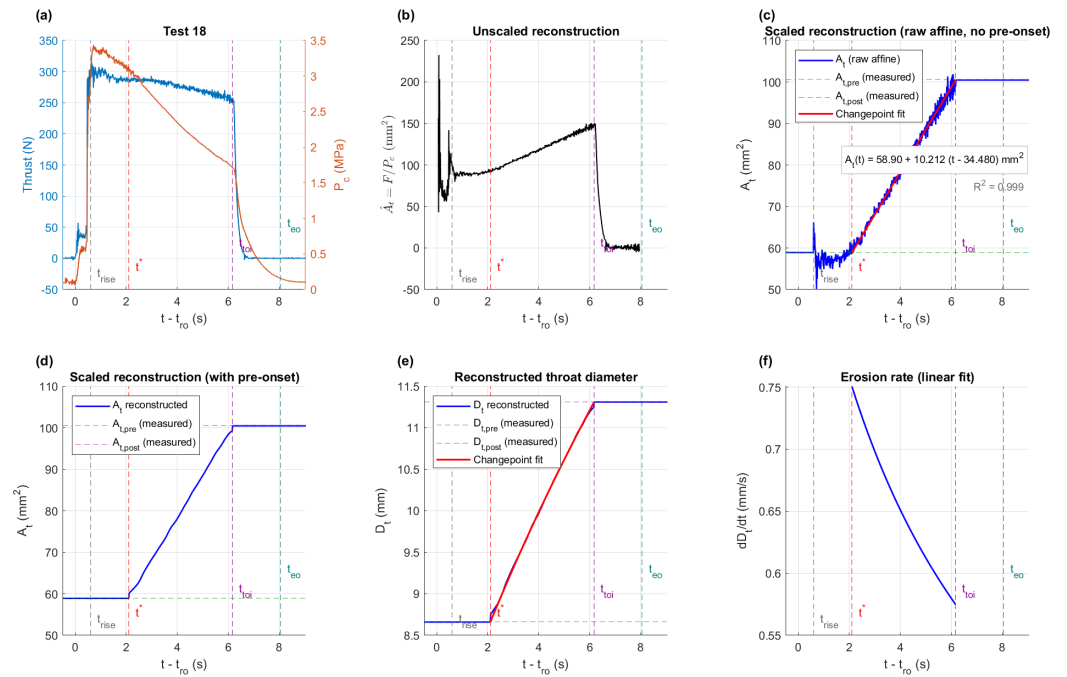 (a)
Test 18
350
300
250
200
150
100
50
0
-50
3.5
3
2.5
2
1.5
1
0.5
0
Thrust (N)
P_c (MPa)
t_rise
t^*
t_toi
t_eo
0 2 4 6 8
t - t_ro (s)
(b)
Unscaled reconstruction
250
200
150
100
50
0
-50
Â_t = F/P_c (mm²)
t_rise
t^*
t_toi
t_eo
0 2 4 6 8
t - t_ro (s)
(c)
Scaled reconstruction (raw affine, no pre-onset)
A_t (raw affine)
A_t,pre (measured)
A_t,post (measured)
Changepoint fit
A_t(t) = 58.90 + 10.212 (t - 34.480) mm²
R² = 0.999
110
100
90
80
70
60
50
A_t (mm²)
t_rise
t^*
t_toi
t_eo
0 2 4 6 8
t - t_ro (s)
(d)
Scaled reconstruction (with pre-onset)
A_t reconstructed
A_t,pre (measured)
A_t,post (measured)
110
100
90
80
70
60
50
A_t (mm²)
t_rise
t^*
t_toi
t_eo
0 2 4 6 8
t - t_ro (s)
(e)
Reconstructed throat diameter
D_t reconstructed
D_t,pre (measured)
D_t,post (measured)
Changepoint fit
11.5
11
10.5
10
9.5
9
8.5
D_t (mm)
t_rise
t^*
t_toi
t_eo
0 2 4 6 8
t - t_ro (s)
(f)
Erosion rate (linear fit)
0.75
0.7
0.65
0.6
0.55
dD_t/dt (mm/s)
t_rise
t^*
t_toi
t_eo
0 2 4 6 8
t - t_ro (s)